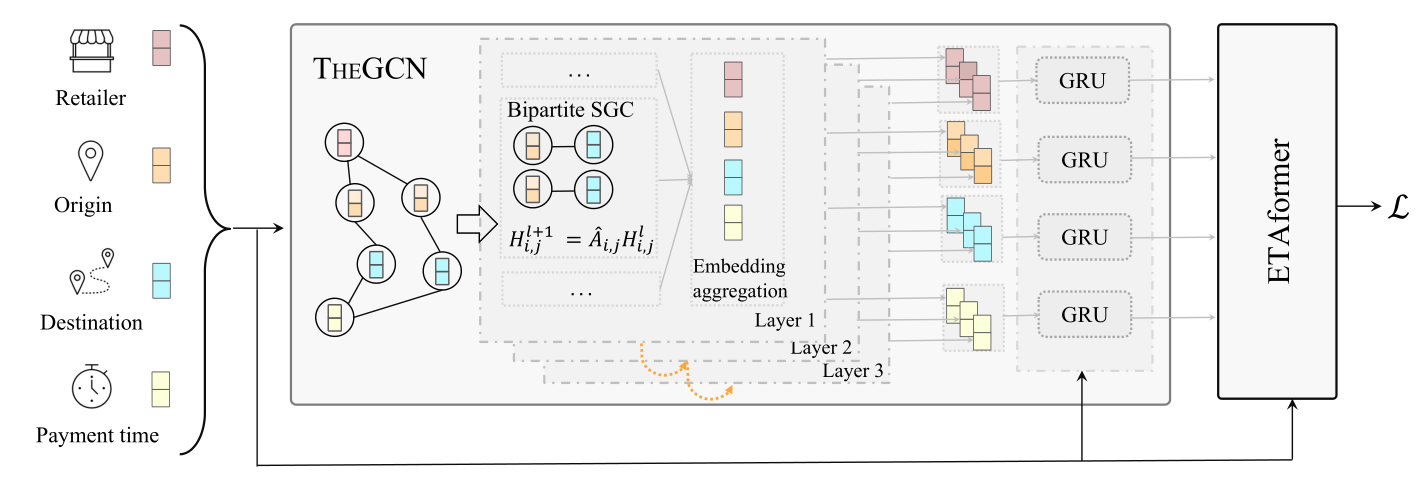 Retailer
Origin
Destination
Payment time
THEGCN
...
Bipartite SGC
$H_{i,j}^{l+1} = \hat{A}_{i,j} H_{i,j}^{l}$
...
Embedding
aggregation
Layer 1
Layer 2
Layer 3
GRU
GRU
GRU
GRU
ETAformer
ℒ